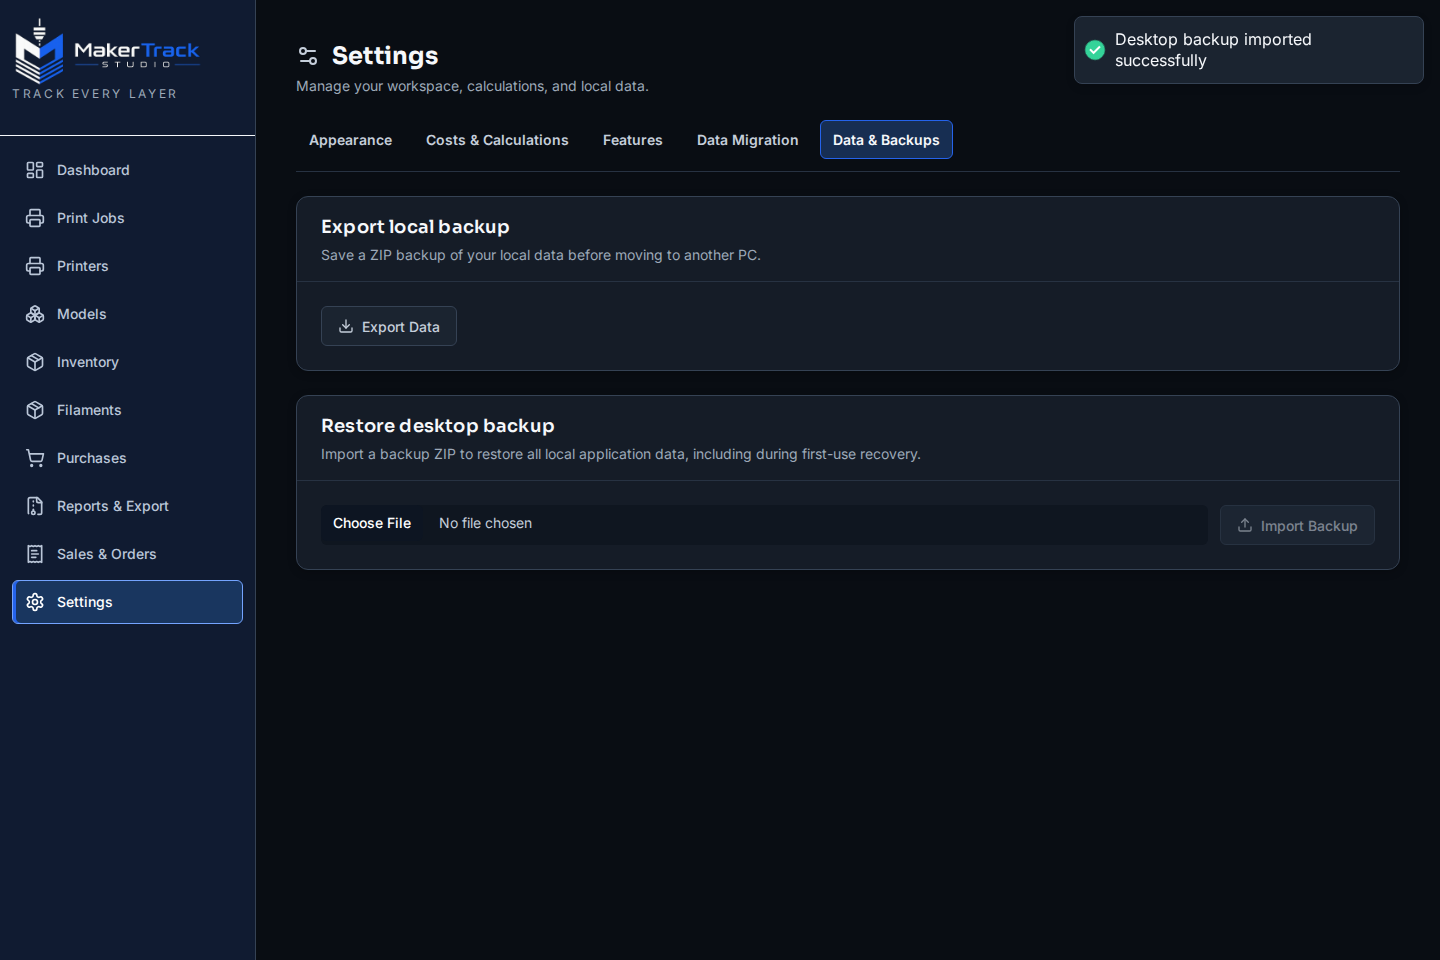 MakerTrack
STUDIO
TRACK EVERY LAYER
Dashboard
Print Jobs
Printers
Models
Inventory
Filaments
Purchases
Reports & Export
Sales & Orders
Settings
Settings
Manage your workspace, calculations, and local data.
Appearance
Costs & Calculations
Features
Data Migration
Data & Backups
Export local backup
Save a ZIP backup of your local data before moving to another PC.
Export Data
Restore desktop backup
Import a backup ZIP to restore all local application data, including during first-use recovery.
Choose File No file chosen
Import Backup
Desktop backup imported
successfully